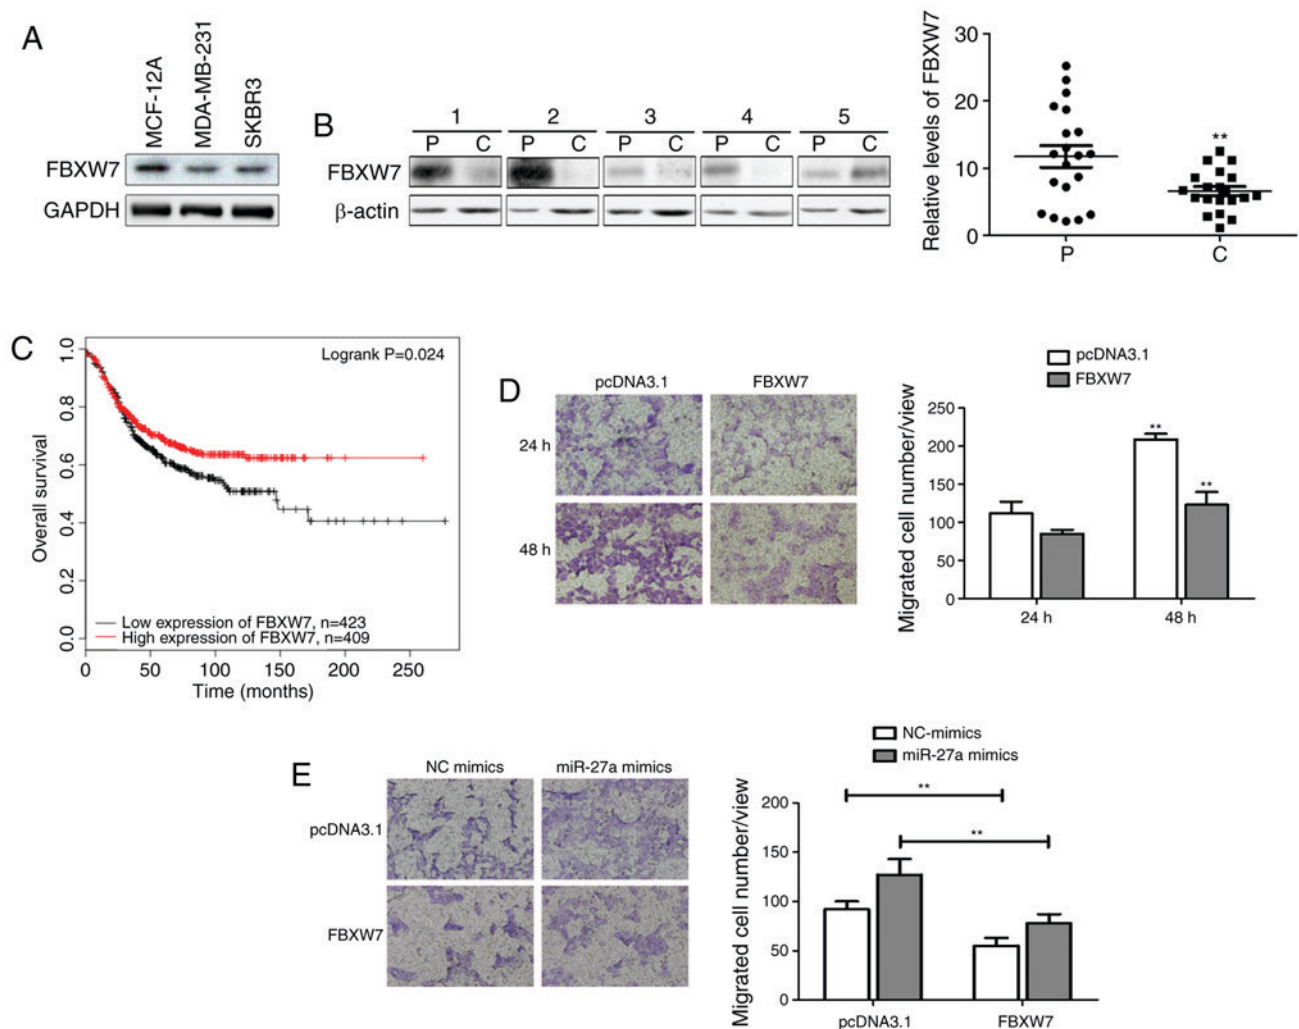 A
MCF-12A
MDA-MB-231
SKBR3
FBXW7
GAPDH
B
1 2 3 4 5
P C P C P C P C P C
FBXW7
β-actin
Relative levels of FBXW7
30
20
10
0
**
P C
C
Overall survival
1.0
0.8
0.6
0.4
0.2
0.0
Logrank P=0.024
Low expression of FBXW7, n=423
High expression of FBXW7, n=409
0 50 100 150 200 250
Time (months)
D
pcDNA3.1 FBXW7
24 h
48 h
pcDNA3.1
FBXW7
Migrated cell number/view
250
200
150
100
50
0
**
**
24 h 48 h
E
NC mimics miR-27a mimics
pcDNA3.1
FBXW7
NC-mimics
miR-27a mimics
Migrated cell number/view
200
150
100
50
0
**
**
pcDNA3.1 FBXW7